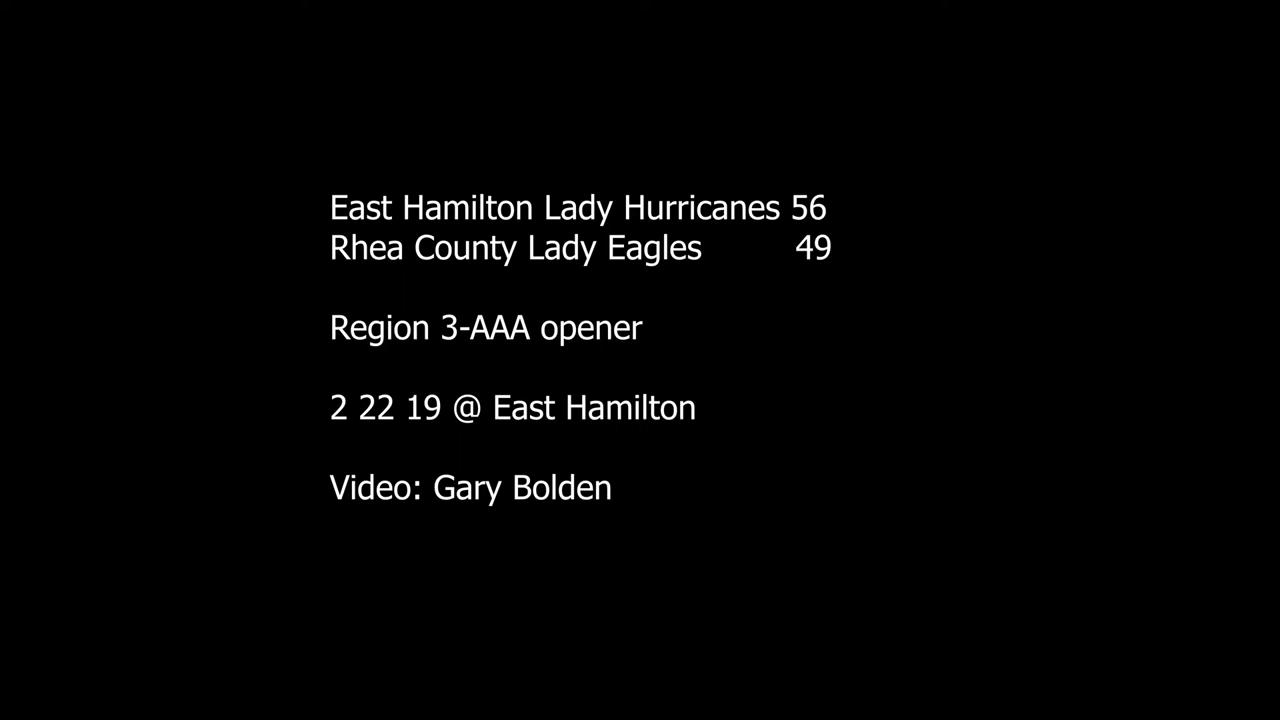 East Hamilton Lady Hurricanes 56
Rhea County Lady Eagles 49
Region 3-AAA opener
2 22 19 @ East Hamilton
Video: Gary Bolden